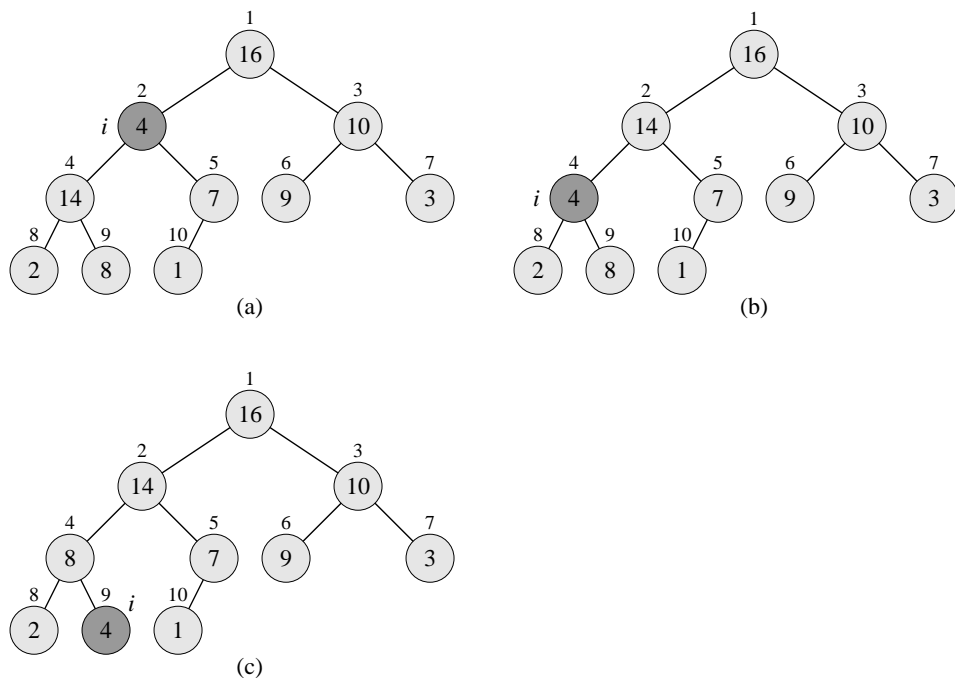 1 1
16 16
2 3 2 3
i 4 10 14 10
4 5 6 7 4 5 6 7
14 7 9 3 i 4 7 9 3
8 9 10 8 9 10
2 8 1 2 8 1
(a) (b)
1
16
2 3
14 10
4 5 6 7
8 7 9 3
8 9 i 10
2 4 1
(c)